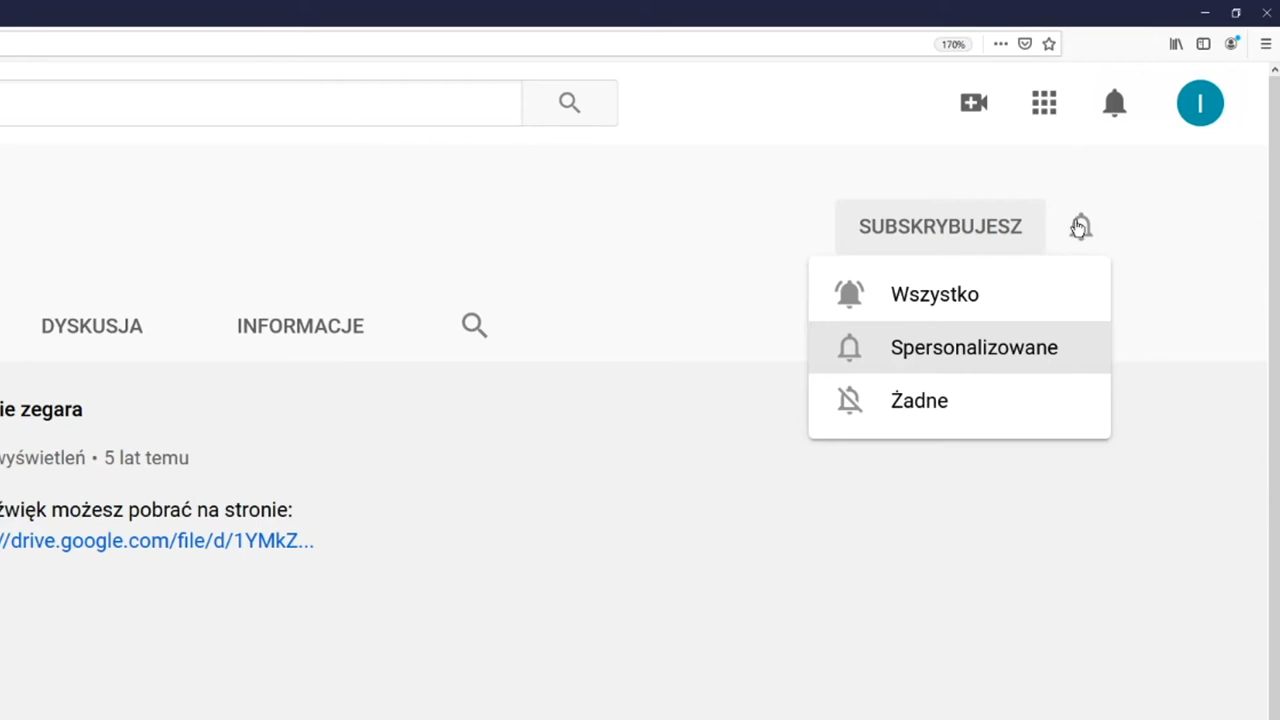 170%
I
SUBSKRYBUJESZ
Wszystko
DYSKUSJA INFORMACJE
Spersonalizowane
Żadne
ie zegara
wyświetleń • 5 lat temu
źwięk możesz pobrać na stronie:
//drive.google.com/file/d/1YMkZ...